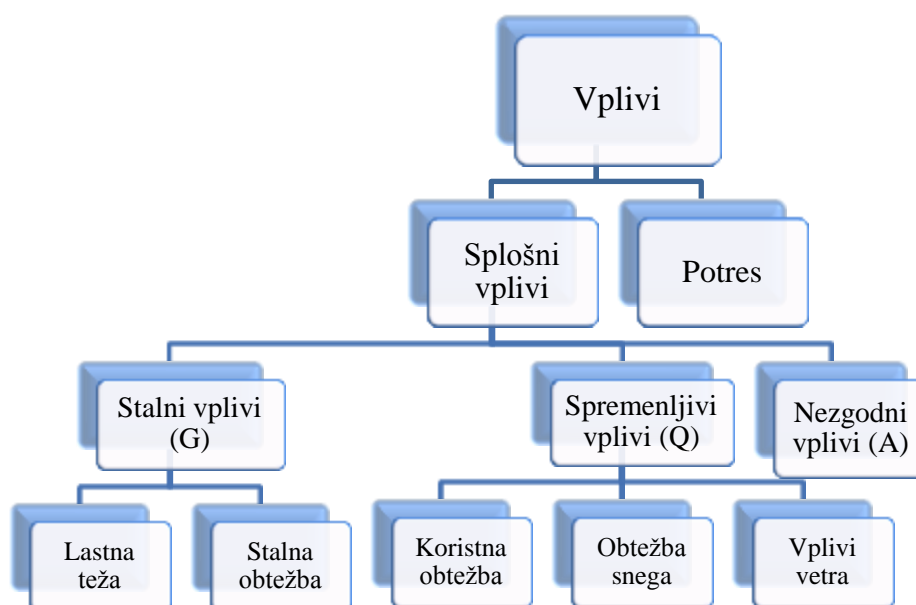 Vplivi
Splošni
vplivi
Potres
Stalni vplivi
(G)
Spremenljivi
vplivi (Q)
Nezgodni
vplivi (A)
Lastna
teža
Stalna
obtežba
Koristna
obtežba
Obtežba
snega
Vplivi
vetra